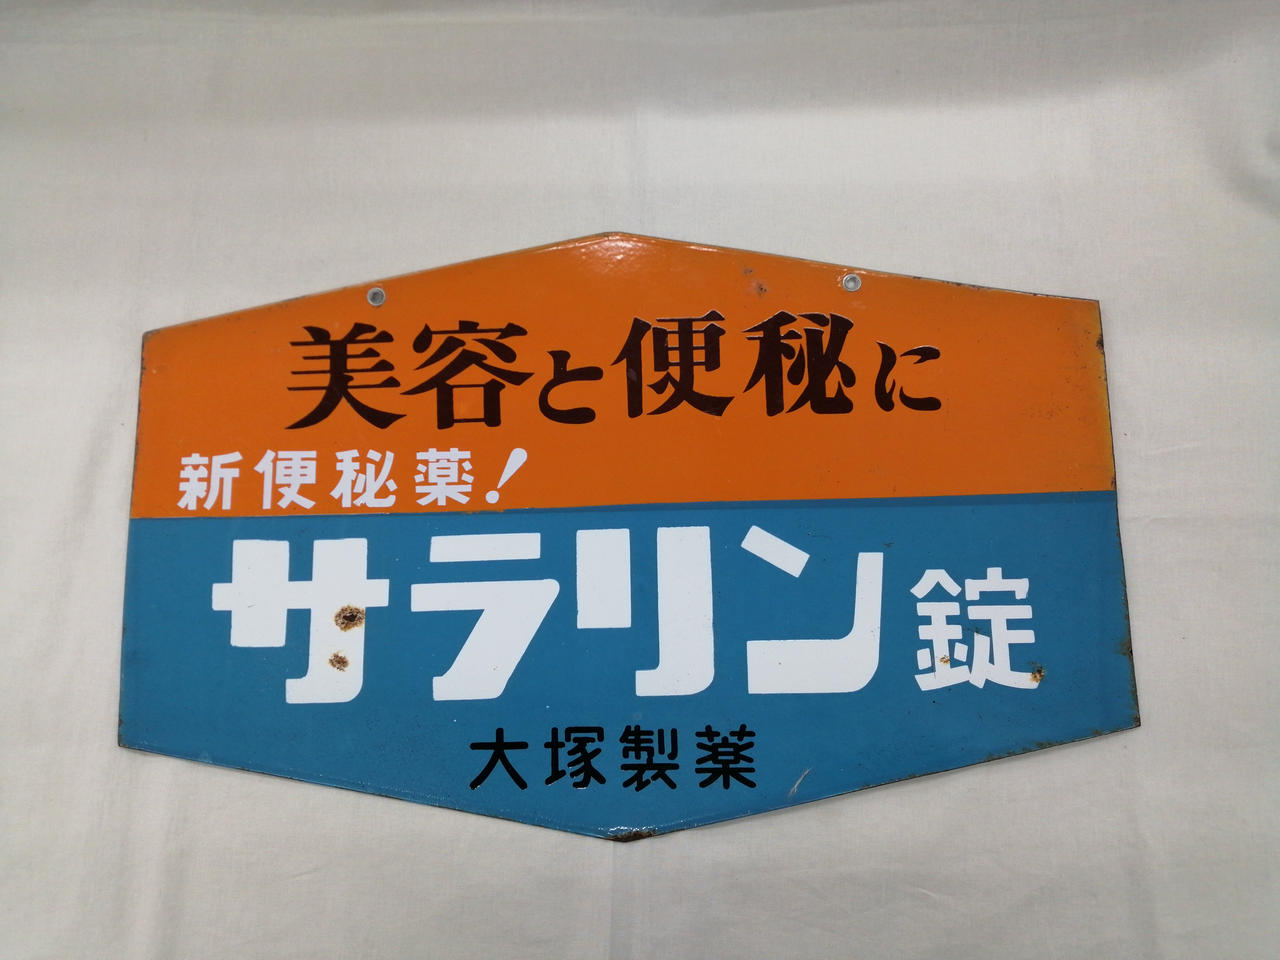 美容と便秘に
新便秘薬!
サラリン錠
大塚製薬